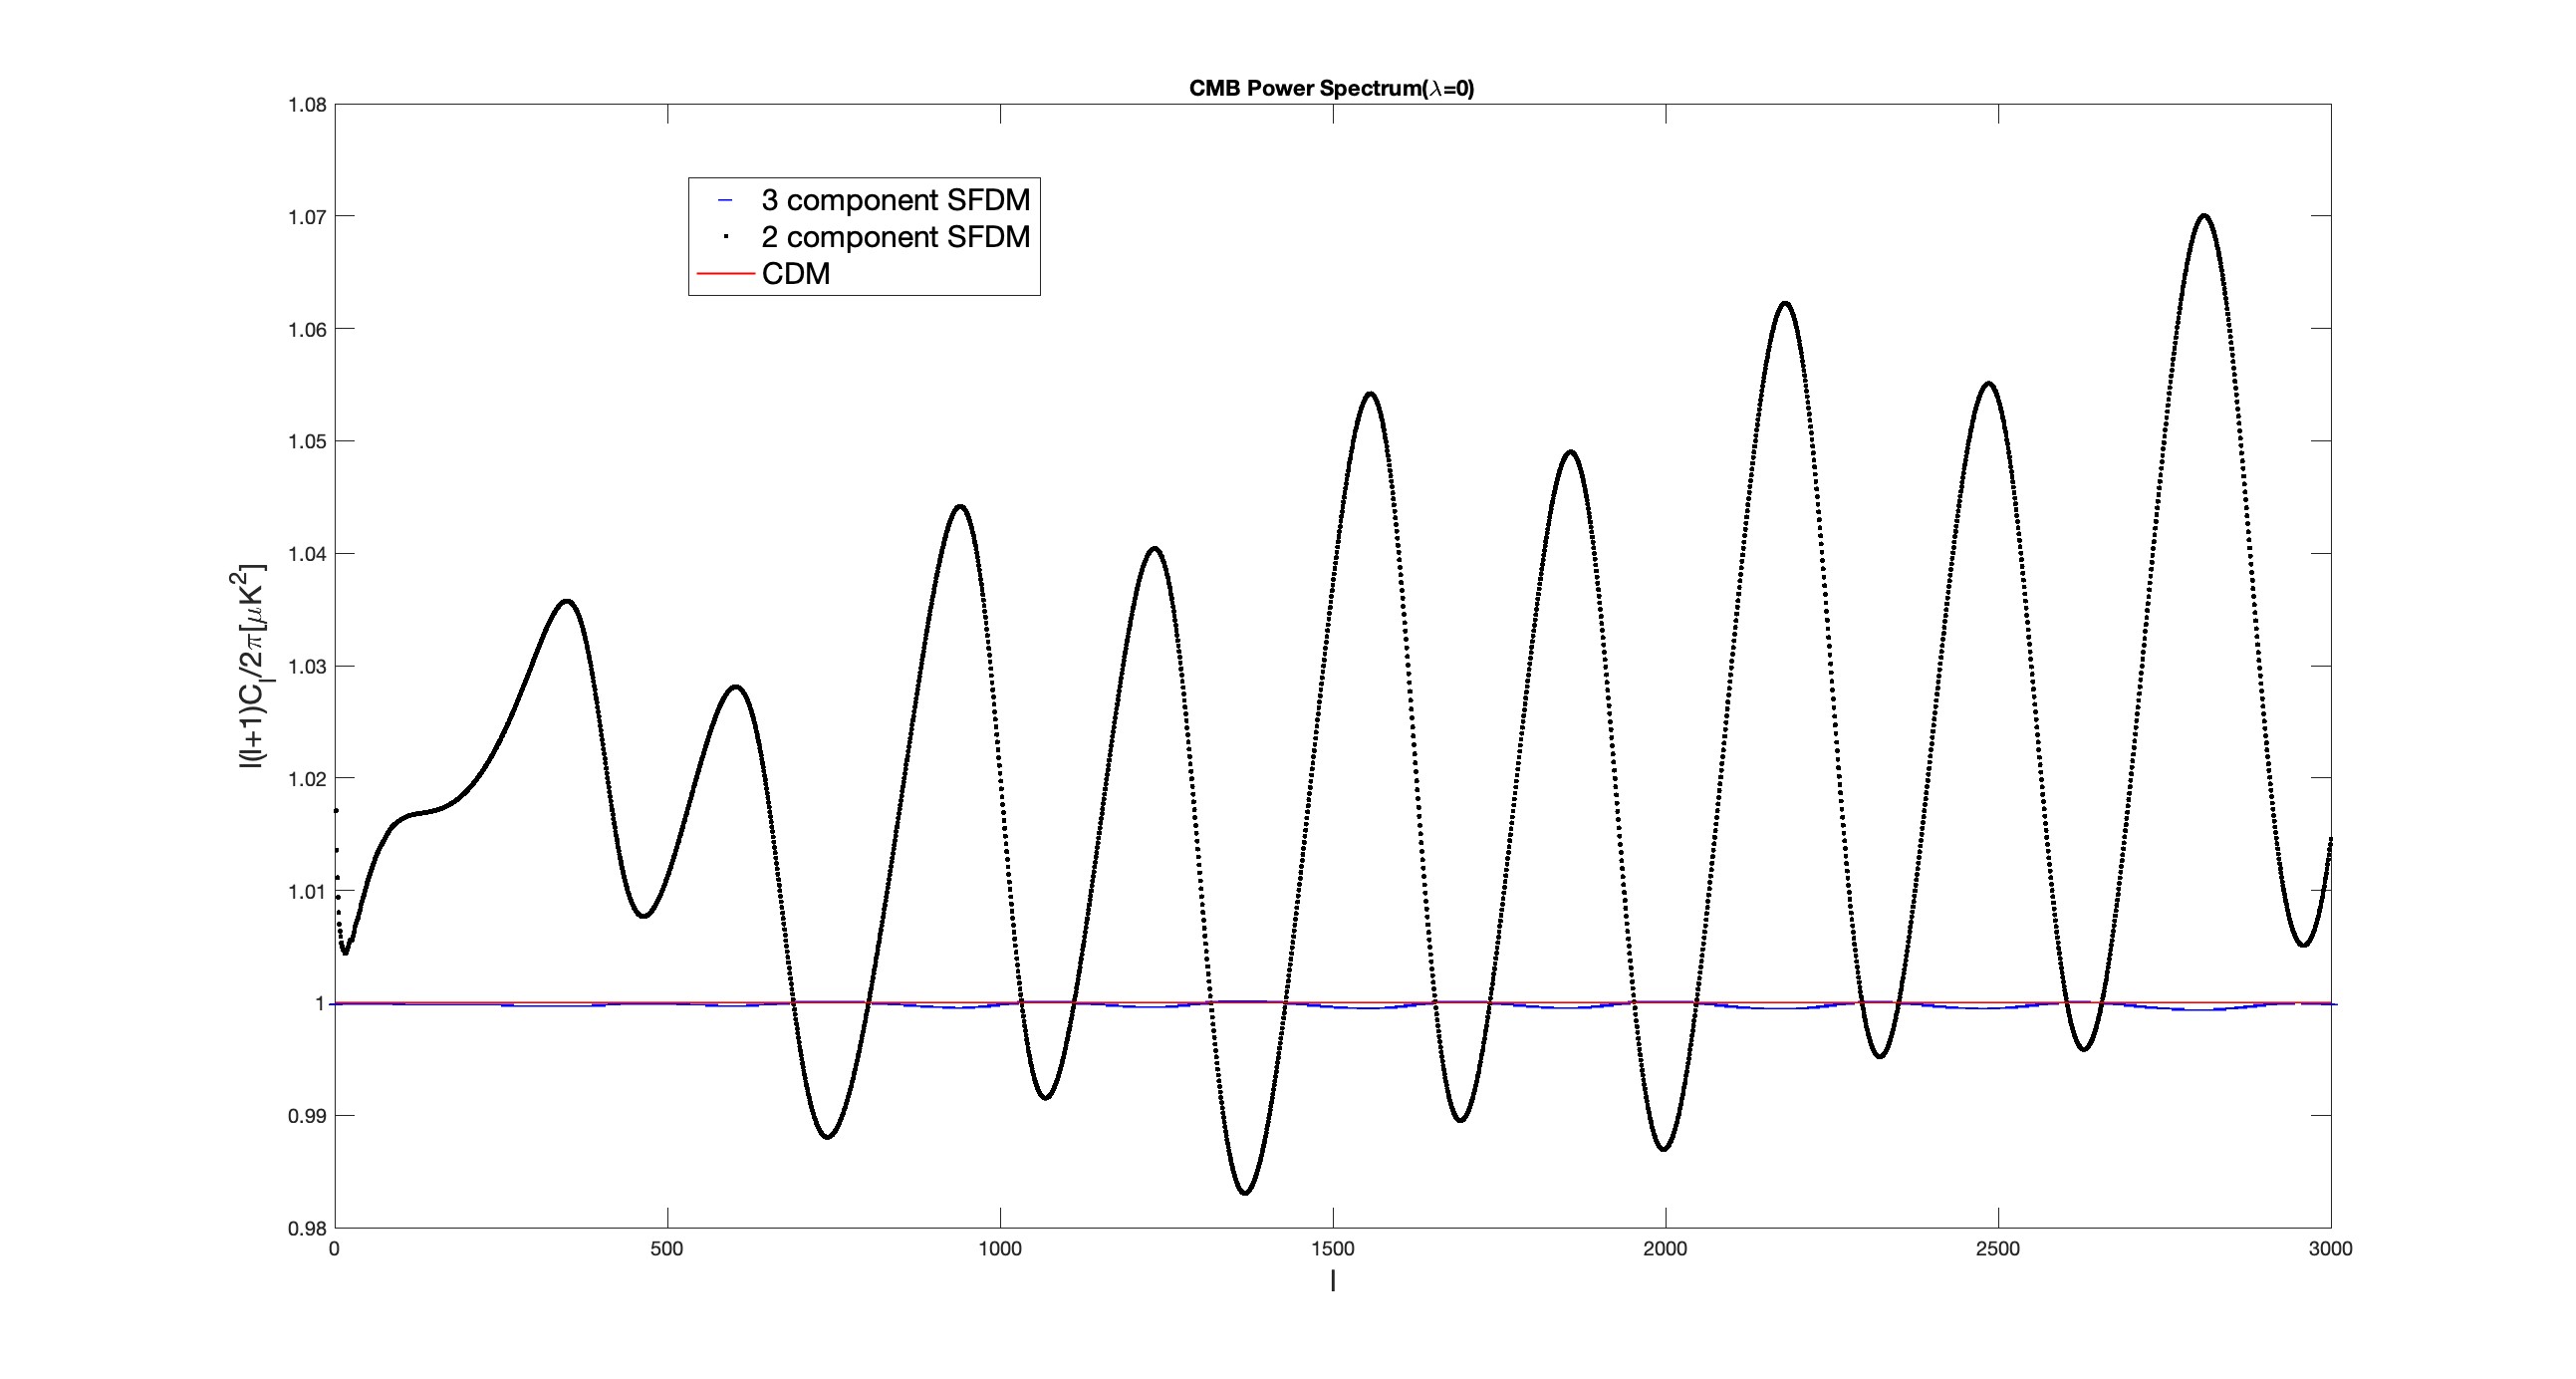 CMB Power Spectrum(λ=0)
1.08
1.07
1.06
1.05
1.04
1.03
1.02
1.01
1
0.99
0.98
l(l+1)C_l/2π[μK^2]
3 component SFDM
2 component SFDM
CDM
0 500 1000 1500 2000 2500 3000
l